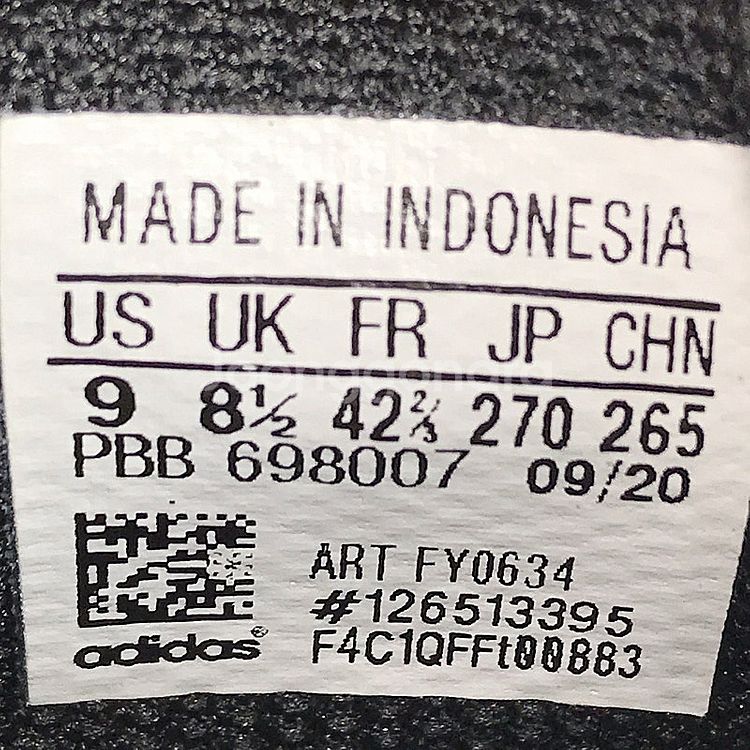 MADE IN INDONESIA
US UK FR JP CHN
9 8½ 42⅔ 270 265
PBB 698007 09/20
ART FY0634
#126513395
adidas® F4C1QFFt00883